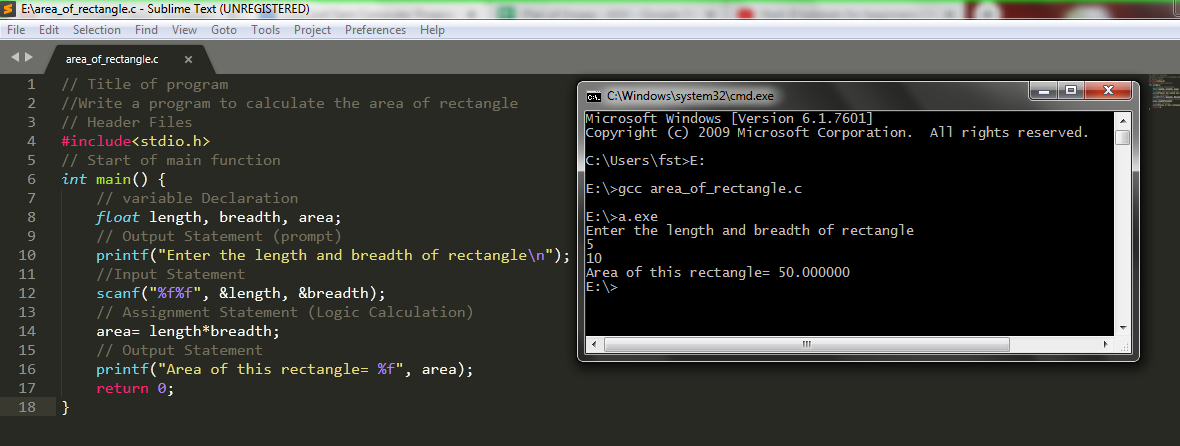 E:\area_of_rectangle.c - Sublime Text (UNREGISTERED)
File Edit Selection Find View Goto Tools Project Preferences Help
area_of_rectangle.c
1 // Title of program
2 //Write a program to calculate the area of rectangle
3 // Header Files
4 #include<stdio.h>
5 // Start of main function
6 int main() {
7 // variable Declaration
8 float length, breadth, area;
9 // Output Statement (prompt)
10 printf("Enter the length and breadth of rectangle\n");
11 //Input Statement
12 scanf("%f%f", &length, &breadth);
13 // Assignment Statement (Logic Calculation)
14 area= length*breadth;
15 // Output Statement
16 printf("Area of this rectangle= %f", area);
17 return 0;
18 }
C:\Windows\system32\cmd.exe
Microsoft Windows [Version 6.1.7601]
Copyright (c) 2009 Microsoft Corporation. All rights reserved.
C:\Users\fst>E:
E:\>gcc area_of_rectangle.c
E:\>a.exe
Enter the length and breadth of rectangle
5
10
Area of this rectangle= 50.000000
E:\>